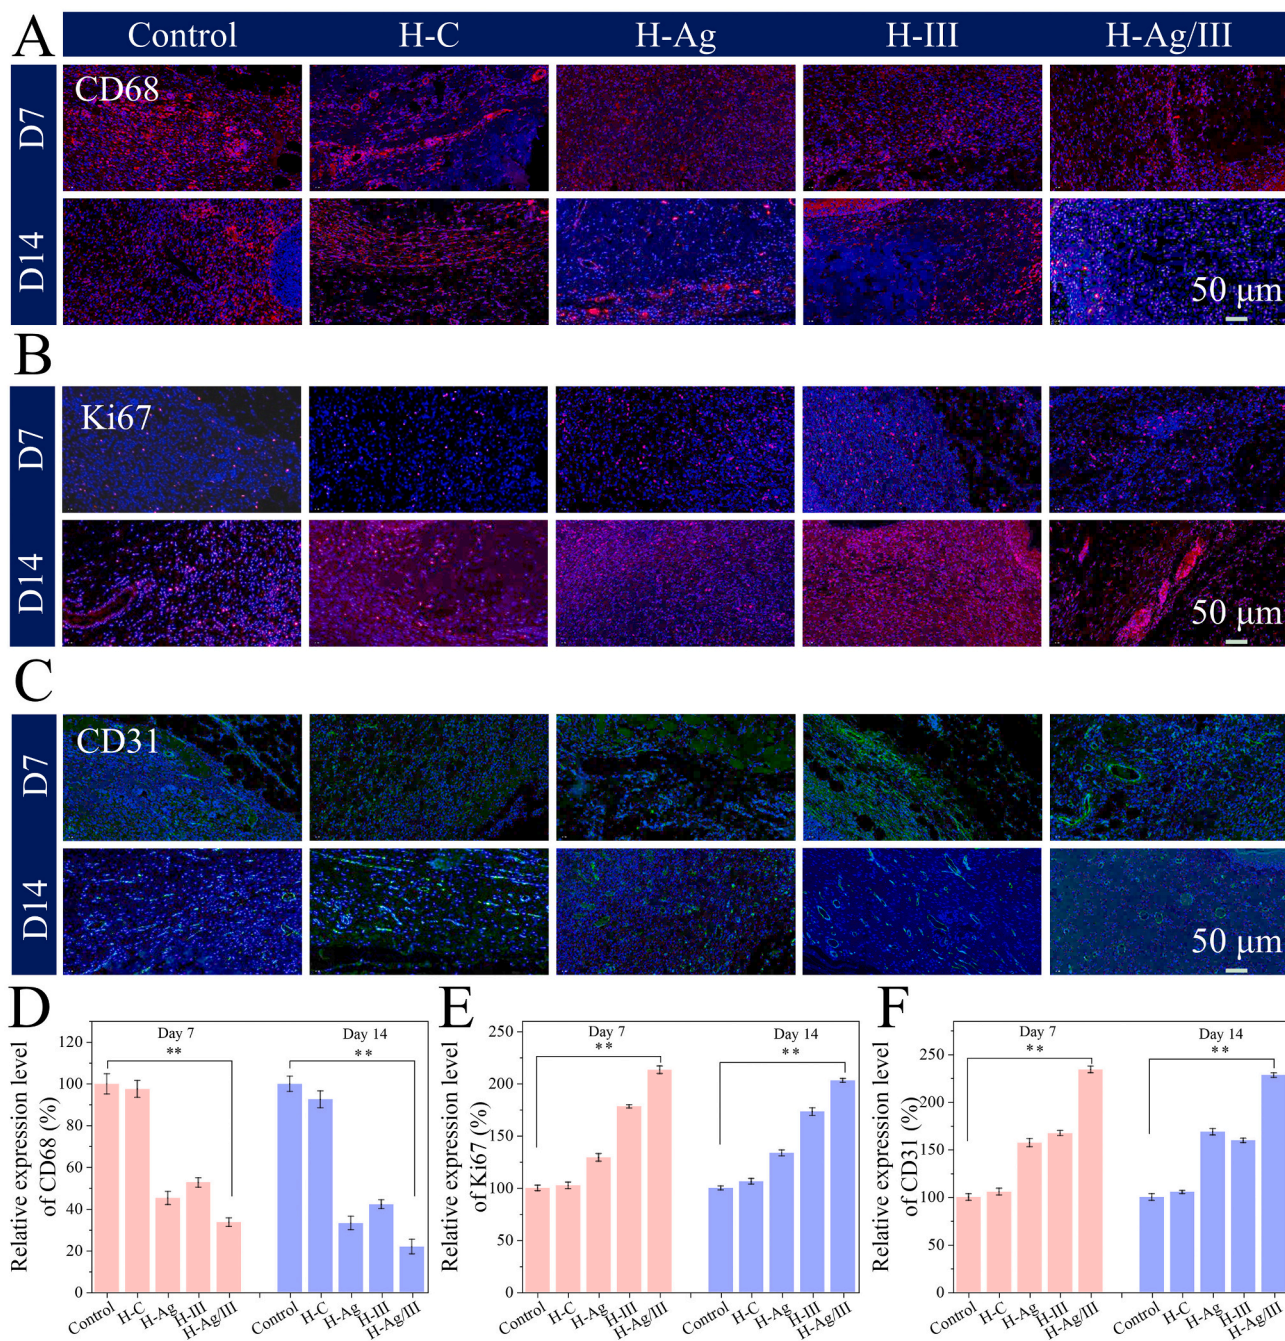 A
Control H-C H-Ag H-III H-Ag/III
D7
CD68
D14
50 μm
B
D7
Ki67
D14
50 μm
C
D7
CD31
D14
50 μm
D
Relative expression level
of CD68 (%)
120
100
80
60
40
20
0
Day 7
**
Day 14
**
Control H-C H-Ag H-III H-Ag/III
Control H-C H-Ag H-III H-Ag/III
E
Relative expression level
of Ki67 (%)
250
200
150
100
50
0
Day 7
**
Day 14
**
Control H-C H-Ag H-III H-Ag/III
Control H-C H-Ag H-III H-Ag/III
F
Relative expression level
of CD31 (%)
250
200
150
100
50
0
Day 7
**
Day 14
**
Control H-C H-Ag H-III H-Ag/III
Control H-C H-Ag H-III H-Ag/III